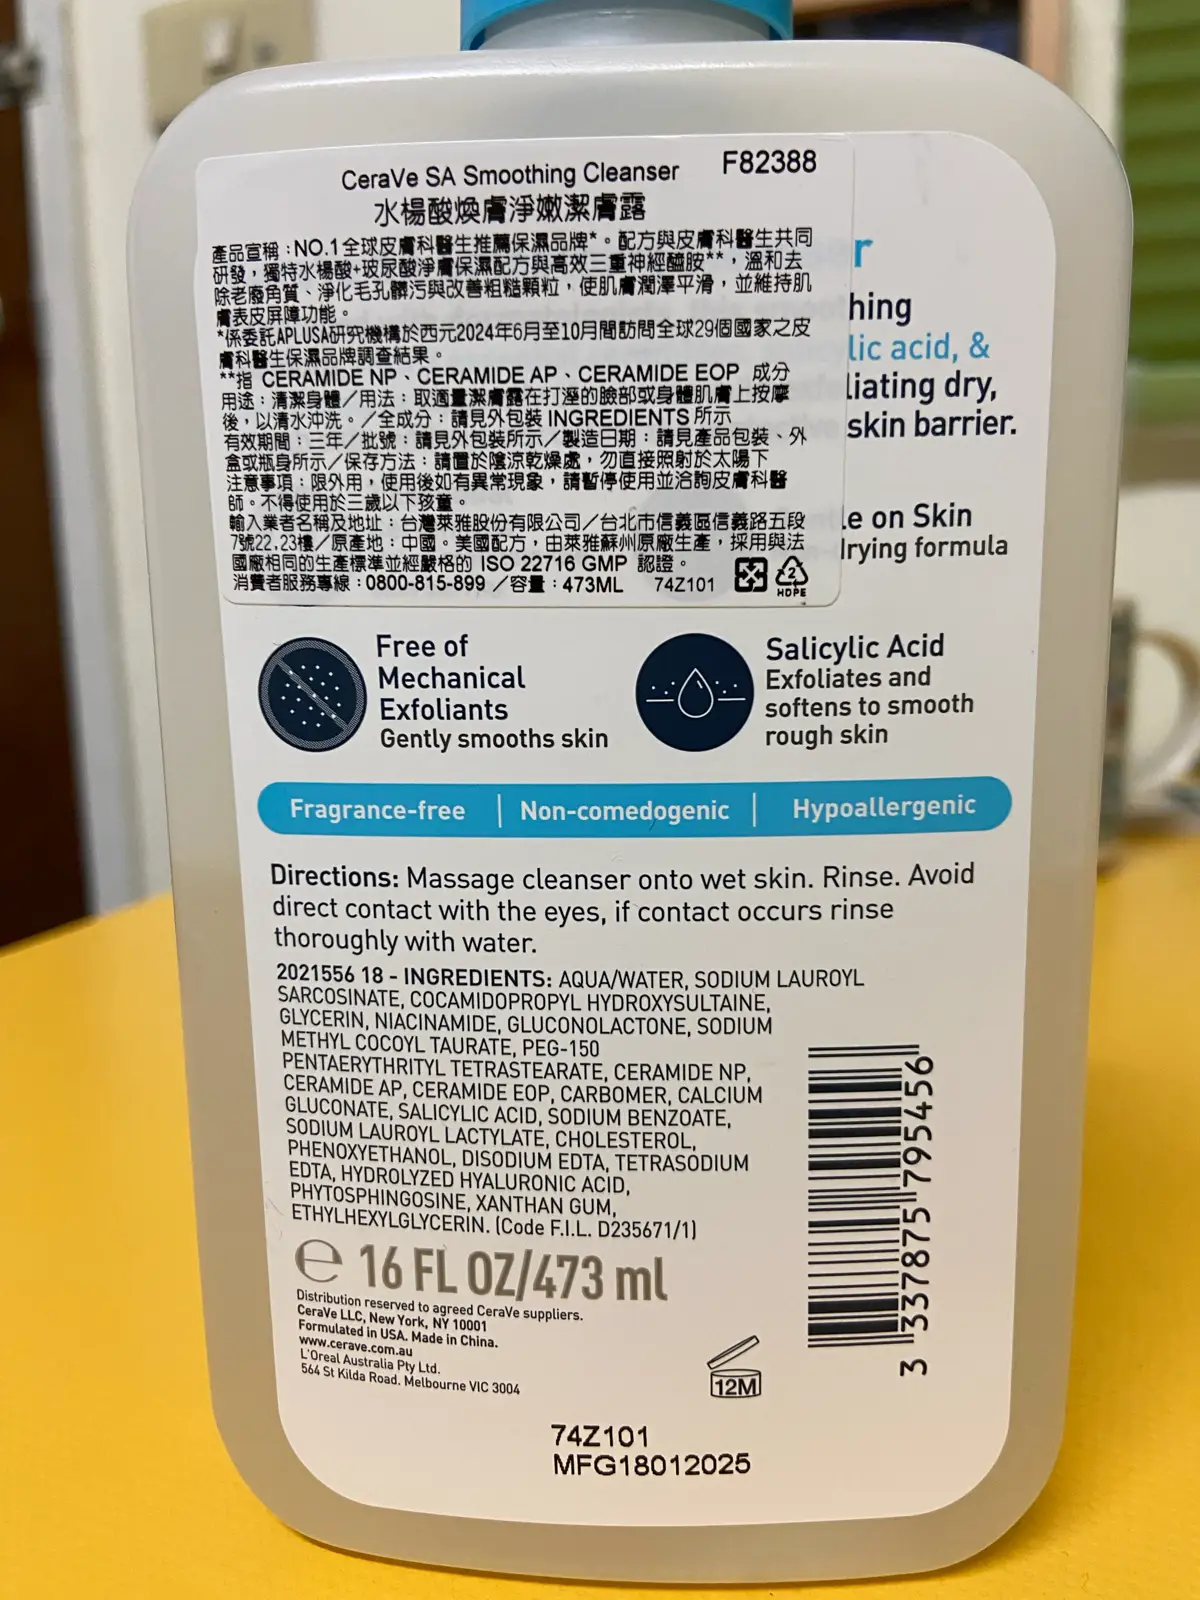 CeraVe SA Smoothing Cleanser F82388
水楊酸煥膚淨嫩潔膚露
產品宣稱：NO.1全球皮膚科醫生推薦保濕品牌*。配方與皮膚科醫生共同
研發，獨特水楊酸+玻尿酸淨膚保濕配方與高效三重神經醯胺**，溫和去
除老廢角質、淨化毛孔髒污與改善粗糙顆粒，使肌膚潤澤平滑，並維持肌
膚表皮屏障功能。
*係委託APLUSA研究機構於西元2024年6月至10月間訪問全球29個國家之皮
膚科醫生保濕品牌調查結果。
**指 CERAMIDE NP、CERAMIDE AP、CERAMIDE EOP 成分
用途：清潔身體／用法：取適量潔膚露在打溼的臉部或身體肌膚上按摩
後，以清水沖洗。／全成分：請見外包裝 INGREDIENTS 所示
有效期間：三年／批號：請見外包裝所示／製造日期：請見產品包裝、外
盒或瓶身所示／保存方法：請置於陰涼乾燥處，勿直接照射於太陽下
注意事項：限外用，使用後如有異常現象，請暫停使用並洽詢皮膚科醫
師。不得使用於三歲以下孩童。
輸入業者名稱及地址：台灣萊雅股份有限公司／台北市信義區信義路五段
7號22,23樓／原產地：中國。美國配方，由萊雅蘇州原廠生產，採用與法
國廠相同的生產標準並經嚴格的 ISO 22716 GMP 認證。
消費者服務專線：0800-815-899 ／容量：473ML 74Z101
2
HDPE
r
hing
lic acid, &
liating dry,
skin barrier.
le on Skin
drying formula
Free of
Mechanical
Exfoliants
Gently smooths skin
Salicylic Acid
Exfoliates and
softens to smooth
rough skin
Fragrance-free | Non-comedogenic | Hypoallergenic
Directions: Massage cleanser onto wet skin. Rinse. Avoid
direct contact with the eyes, if contact occurs rinse
thoroughly with water.
2021556 18 - INGREDIENTS: AQUA/WATER, SODIUM LAUROYL
SARCOSINATE, COCAMIDOPROPYL HYDROXYSULTAINE,
GLYCERIN, NIACINAMIDE, GLUCONOLACTONE, SODIUM
METHYL COCOYL TAURATE, PEG-150
PENTAERYTHRITYL TETRASTEARATE, CERAMIDE NP,
CERAMIDE AP, CERAMIDE EOP, CARBOMER, CALCIUM
GLUCONATE, SALICYLIC ACID, SODIUM BENZOATE,
SODIUM LAUROYL LACTYLATE, CHOLESTEROL,
PHENOXYETHANOL, DISODIUM EDTA, TETRASODIUM
EDTA, HYDROLYZED HYALURONIC ACID,
PHYTOSPHINGOSINE, XANTHAN GUM,
ETHYLHEXYLGLYCERIN. (Code F.I.L. D235671/1)
℮ 16 FL OZ/473 ml
Distribution reserved to agreed CeraVe suppliers.
CeraVe LLC, New York, NY 10001
Formulated in USA. Made in China.
www.cerave.com.au
L'Oreal Australia Pty Ltd.
564 St Kilda Road. Melbourne VIC 3004
3 337875 795456
12M
74Z101
MFG18012025